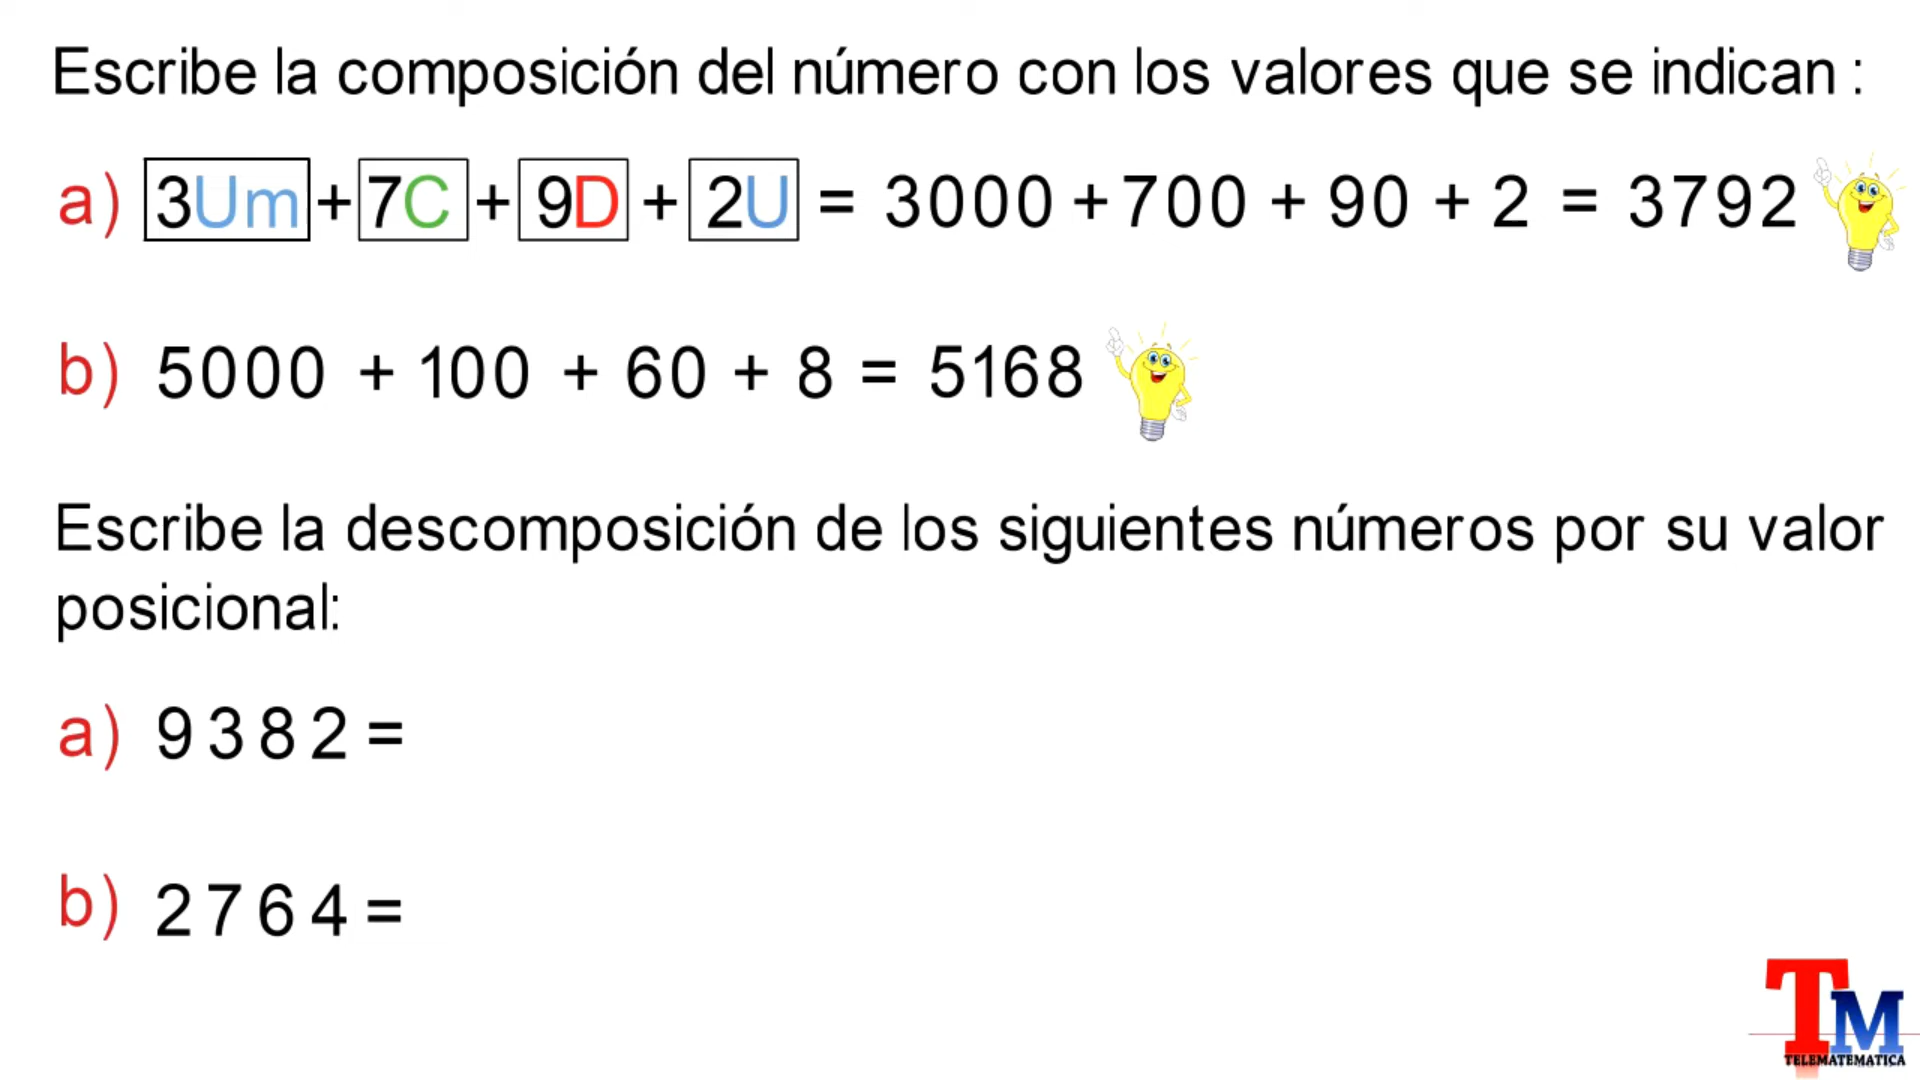 Escribe la composición del número con los valores que se indican :
a) 3Um + 7C + 9D + 2U = 3000 + 700 + 90 + 2 = 3792
b) 5000 + 100 + 60 + 8 = 5168
Escribe la descomposición de los siguientes números por su valor
posicional:
a) 9382=
b) 2764=
TM
TELEMATEMATICA